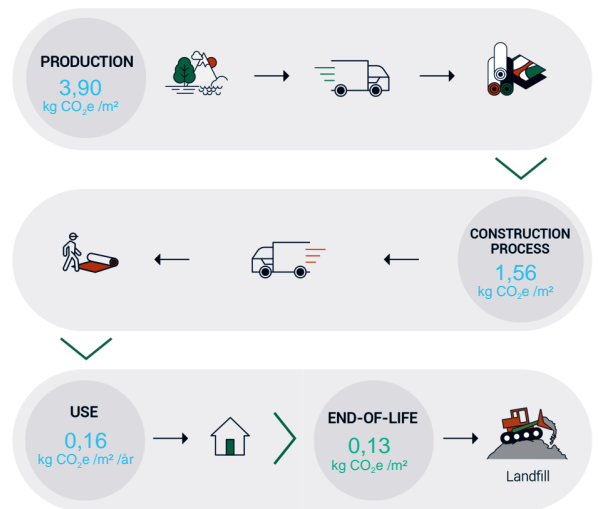 PRODUCTION
3,90
kg CO₂e /m²
CONSTRUCTION
PROCESS
1,56
kg CO₂e /m²
USE
0,16
kg CO₂e /m² /år
END-OF-LIFE
0,13
kg CO₂e /m²
Landfill